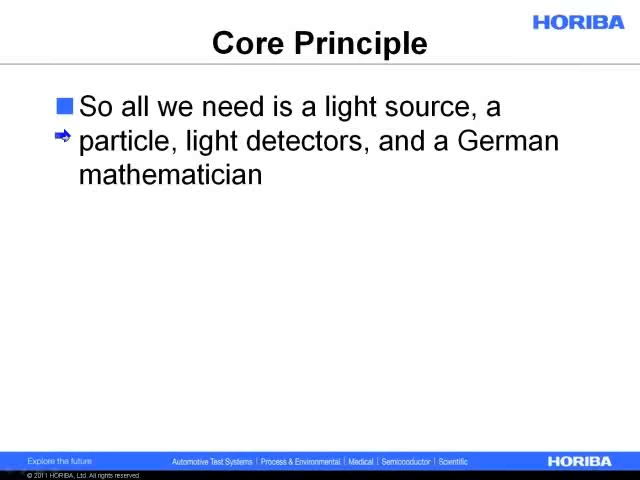 HORIBA
Core Principle
So all we need is a light source, a
particle, light detectors, and a German
mathematician
Explore the future
Automotive Test Systems | Process & Environmental | Medical | Semiconductor | Scientific
HORIBA
© 2011 HORIBA, Ltd. All rights reserved.